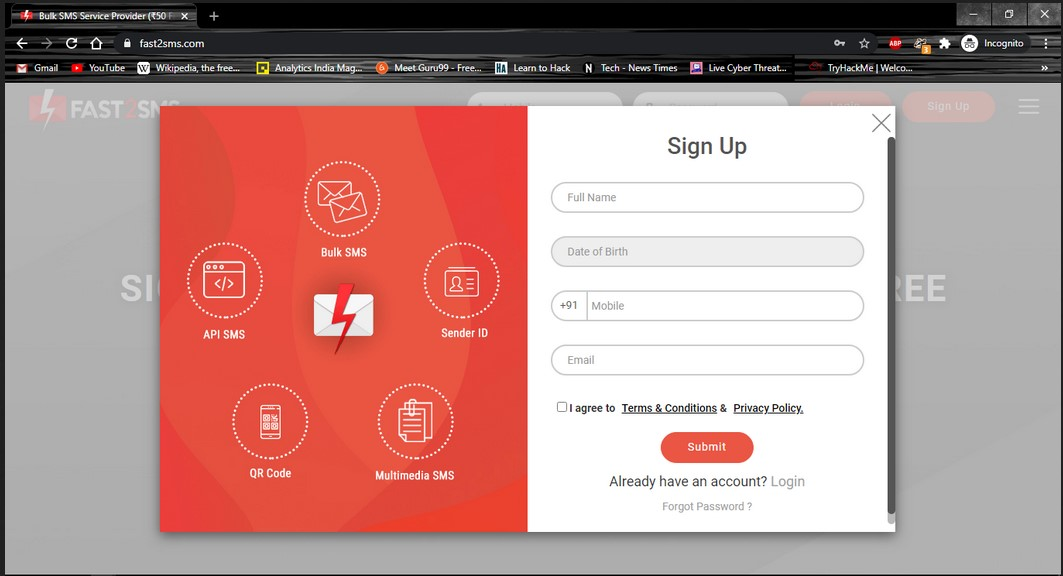 Bulk SMS Service Provider (₹50 F
fast2sms.com
ABP
3
Incognito
Gmail
YouTube
Wikipedia, the free...
Analytics India Mag...
Meet Guru99 - Free...
Learn to Hack
Tech - News Times
Live Cyber Threat...
TryHackMe | Welco...
FAST2SMS
Login
Sign Up
Sign Up
Full Name
Bulk SMS
Date of Birth
REE
+91 Mobile
API SMS
Sender ID
Email
I agree to Terms & Conditions & Privacy Policy.
Submit
QR Code
Multimedia SMS
Already have an account? Login
Forgot Password ?